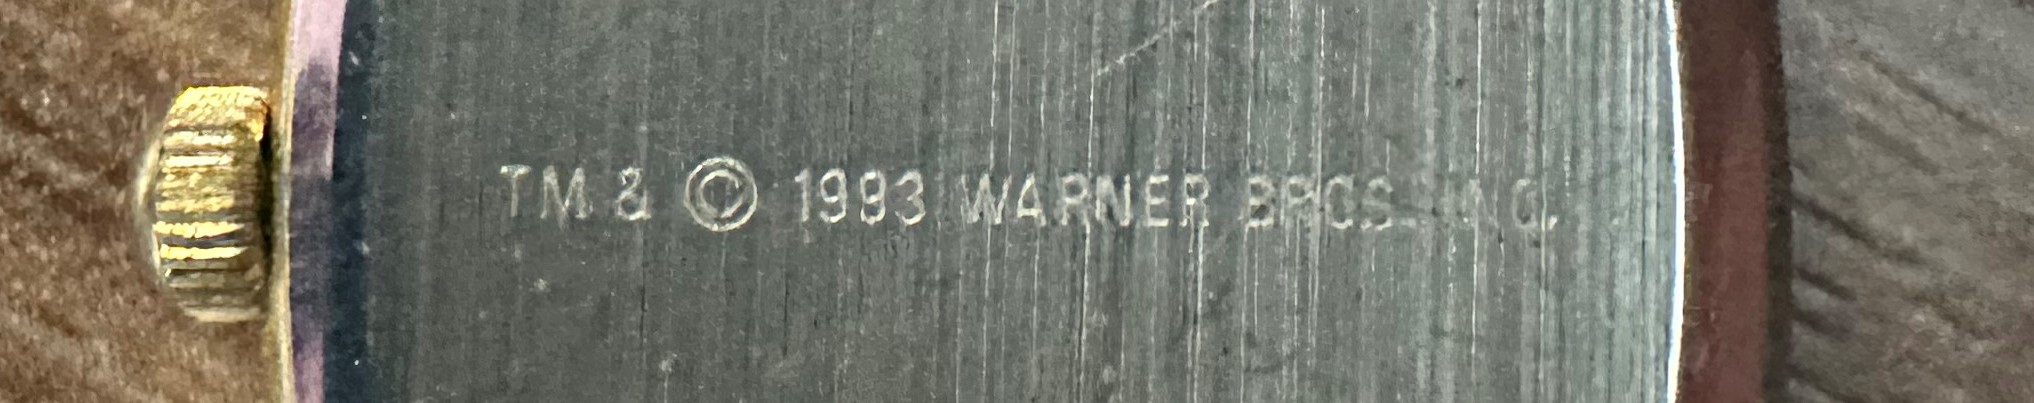 TM & © 1993 WARNER BROS. INC.